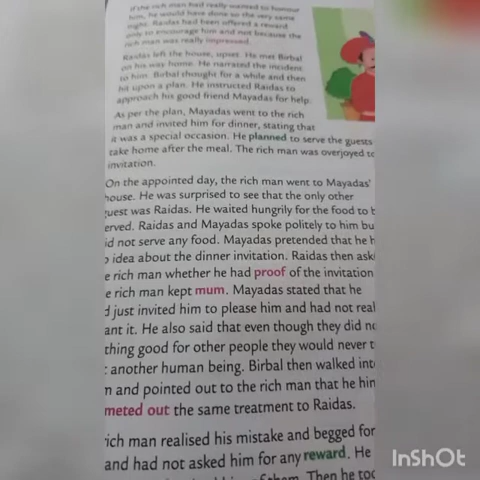 If the rich man had really wanted to honour
him, he would have done so the very same
night. Raidas had been offered a reward
only to encourage him and not because the
rich man was really impressed.
Raidas left the house, upset. He met Birbal
on his way home. He narrated the incident
to him. Birbal thought for a while and then
hit upon a plan. He instructed Raidas to
approach his good friend Mayadas for help.
As per the plan, Mayadas went to the rich
man and invited him for dinner, stating that
it was a special occasion. He planned to serve the guests
take home after the meal. The rich man was overjoyed to
invitation.
On the appointed day, the rich man went to Mayadas'
house. He was surprised to see that the only other
guest was Raidas. He waited hungrily for the food to b
erved. Raidas and Mayadas spoke politely to him bu
id not serve any food. Mayadas pretended that he h
o idea about the dinner invitation. Raidas then ask
e rich man whether he had proof of the invitation
e rich man kept mum. Mayadas stated that he
d just invited him to please him and had not real
ant it. He also said that even though they did no
thing good for other people they would never t
another human being. Birbal then walked int
n and pointed out to the rich man that he him
meted out the same treatment to Raidas.
rich man realised his mistake and begged for
and had not asked him for any reward. He
of them. Then he too
InShOt